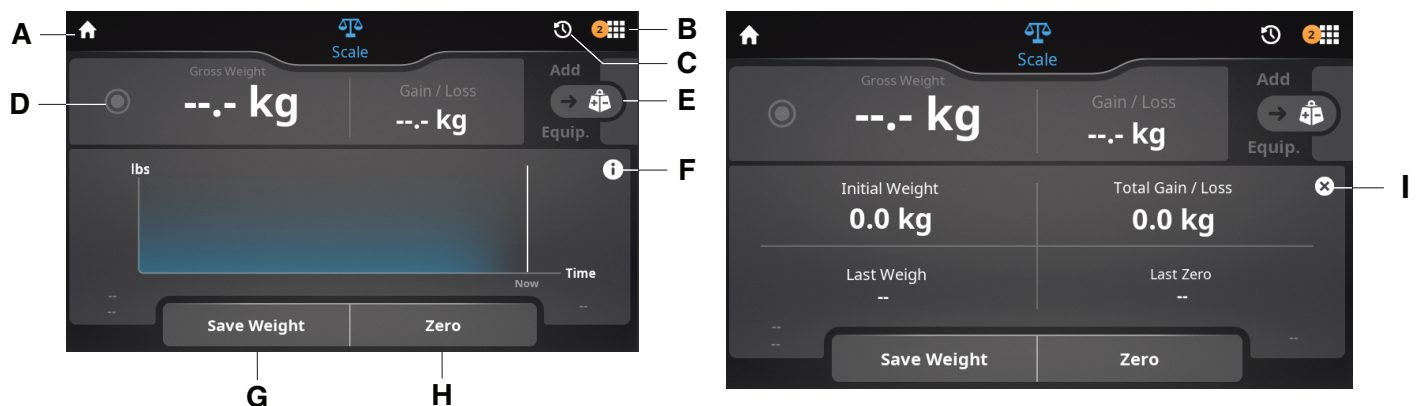 A
2
B
Scale
C
Gross Weight
--.- kg
Gain / Loss
--.- kg
D
Add
E
Equip.
lbs
F
Time
Now
--
--
--
Save Weight
Zero
G
H
2
Scale
Gross Weight
--.- kg
Gain / Loss
--.- kg
Add
Equip.
Initial Weight
0.0 kg
Total Gain / Loss
0.0 kg
I
Last Weigh
--
Last Zero
--
--
--
--
Save Weight
Zero